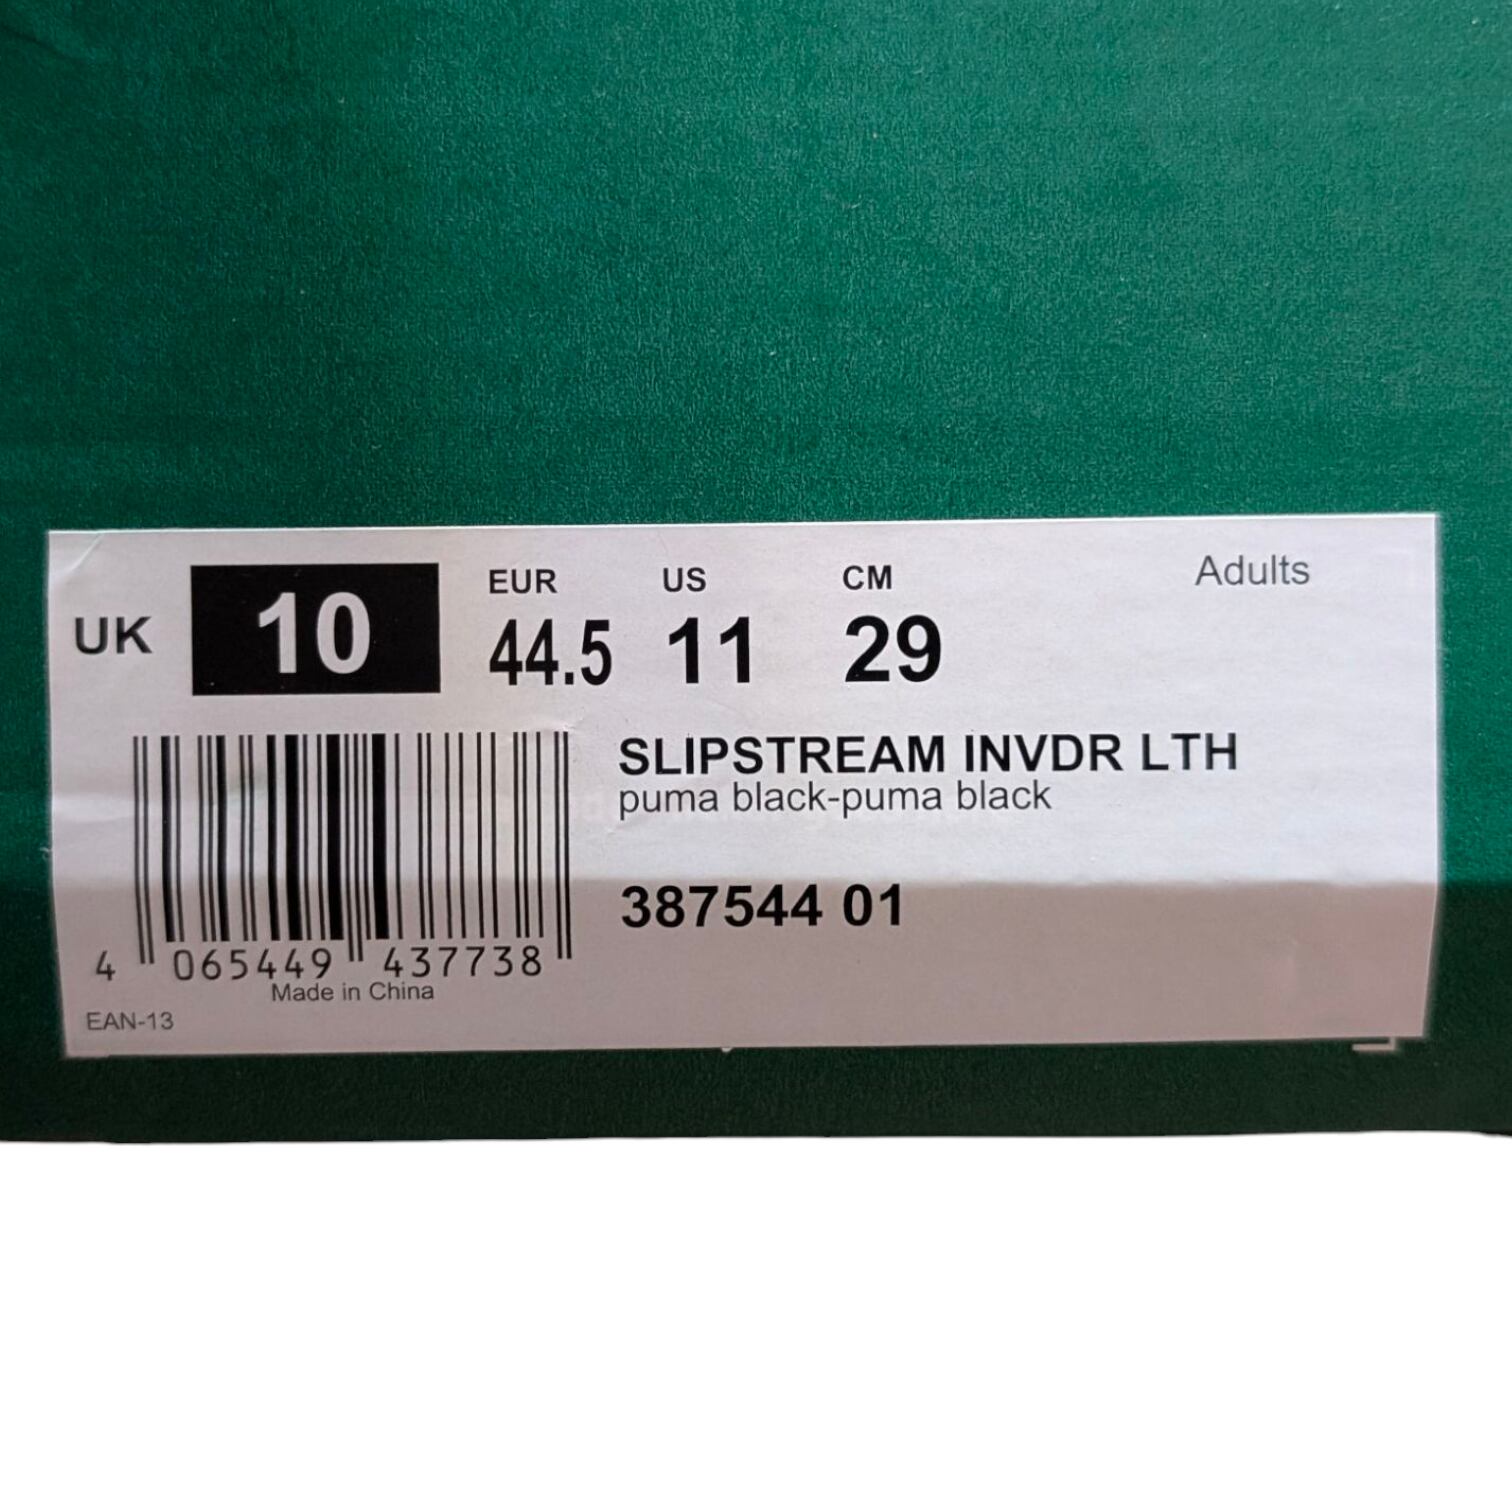 UK 10
EUR US CM Adults
44.5 11 29
SLIPSTREAM INVDR LTH
puma black-puma black
387544 01
4 065449 437738
Made in China
EAN-13